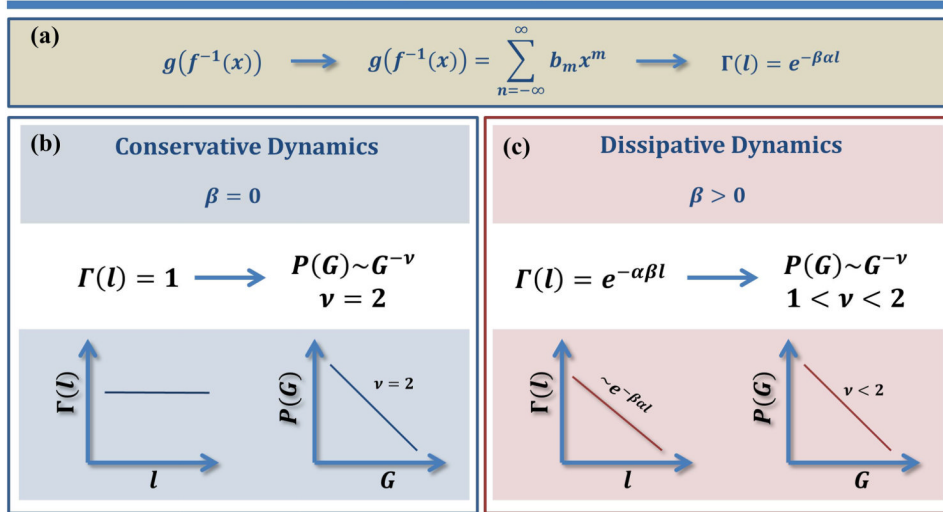 (a)
g(f⁻¹(x)) → g(f⁻¹(x)) = ∑_{n=−∞}^{∞} b_m x^m → Γ(l) = e^{−βαl}
(b)
Conservative Dynamics
β = 0
Γ(l) = 1 → P(G)~G^{−ν}
ν = 2
Γ(l)
l
P(G)
ν = 2
G
(c)
Dissipative Dynamics
β > 0
Γ(l) = e^{−αβl} → P(G)~G^{−ν}
1 < ν < 2
Γ(l)
~e^{−βαl}
l
P(G)
ν < 2
G